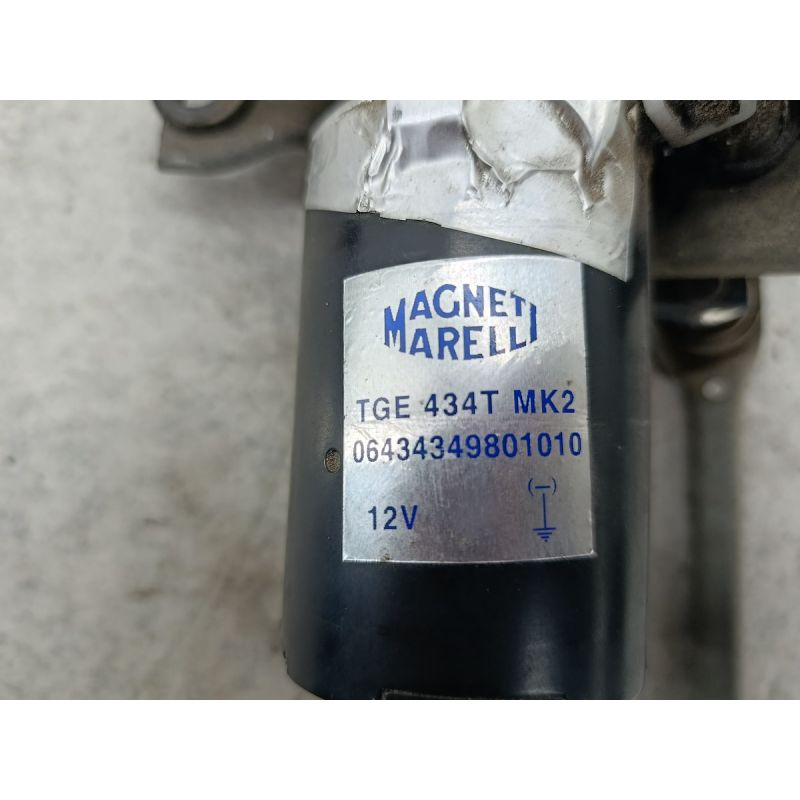 MAGNETI
MARELLI
TGE 434T MK2
06434349801010
(-)
12V